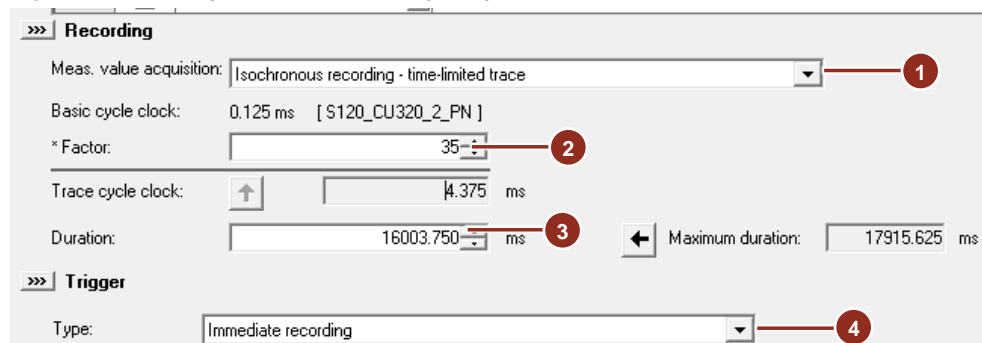 >>> Recording
Meas. value acquisition: Isochronous recording - time-limited trace 1
Basic cycle clock: 0.125 ms [ S120_CU320_2_PN ]
* Factor: 35 2
Trace cycle clock: 4.375 ms
Duration: 16003.750 ms 3 Maximum duration: 17915.625 ms
>>> Trigger
Type: Immediate recording 4